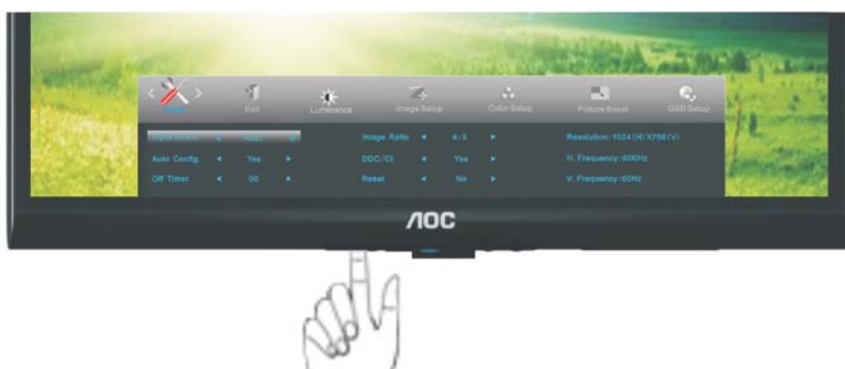 Exit Luminance Image Setup Color Setup Picture Boost OSD Setup
Image Ratio 4:3 Resolution: 1024 (H) X768 (V)
Auto Config. Yes DDC/CI Yes H. Frequency: 60KHz
Off Timer 00 Reset No V. Frequency: 60Hz
AOC